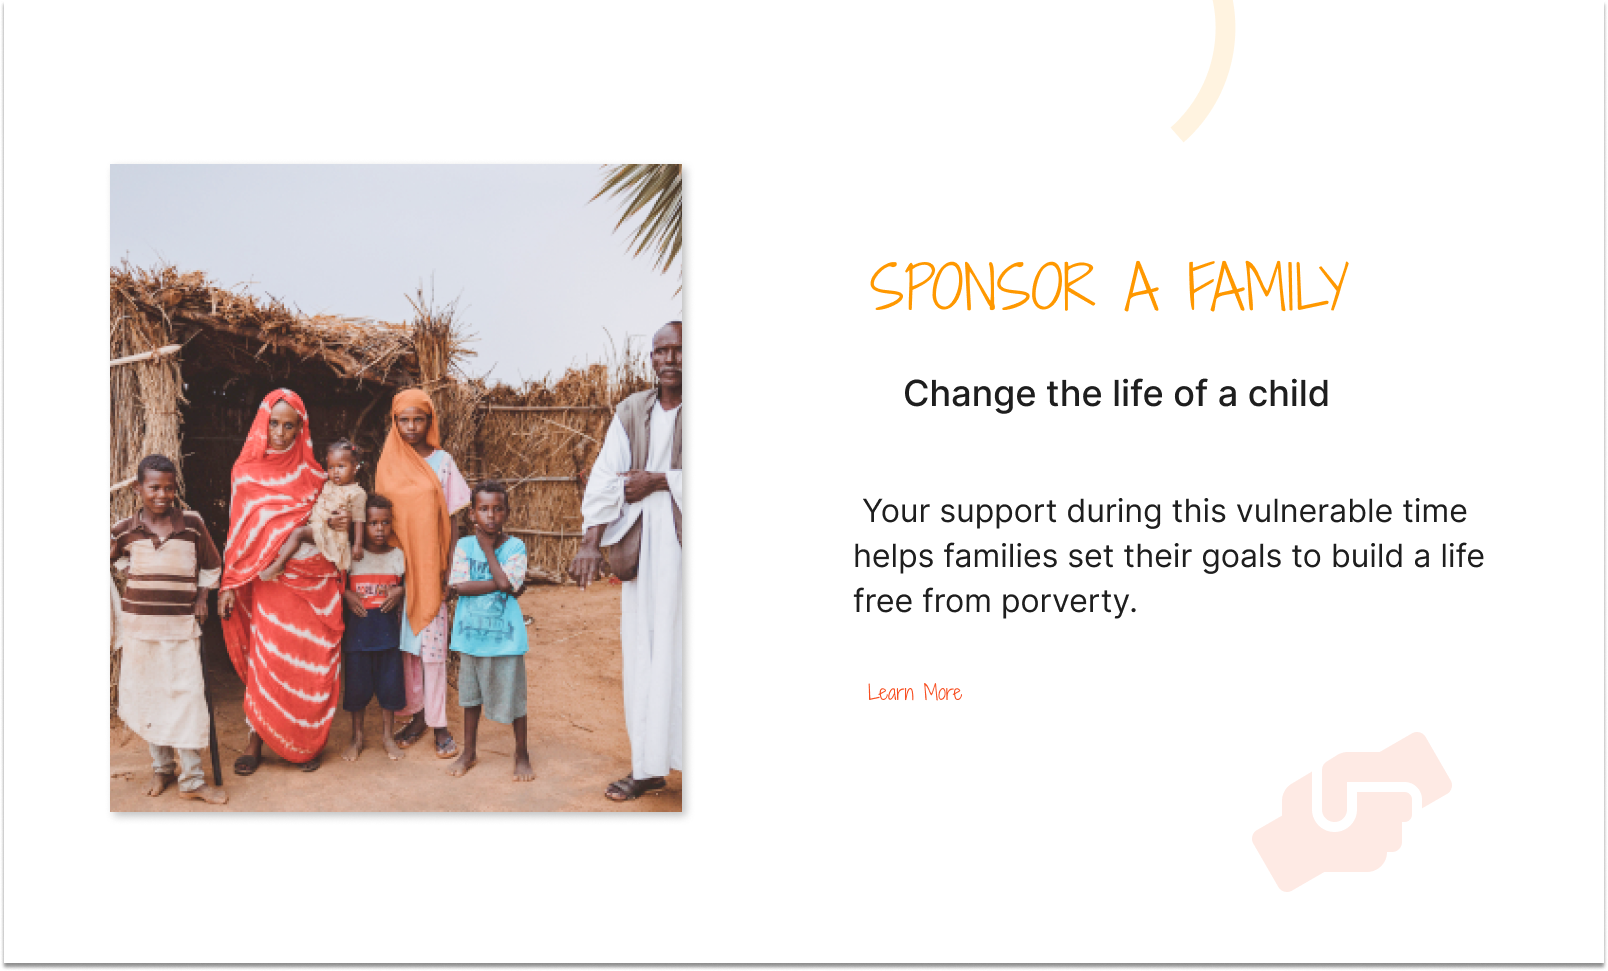 SPONSOR A FAMILY
Change the life of a child
Your support during this vulnerable time
helps families set their goals to build a life
free from porverty.
Learn More